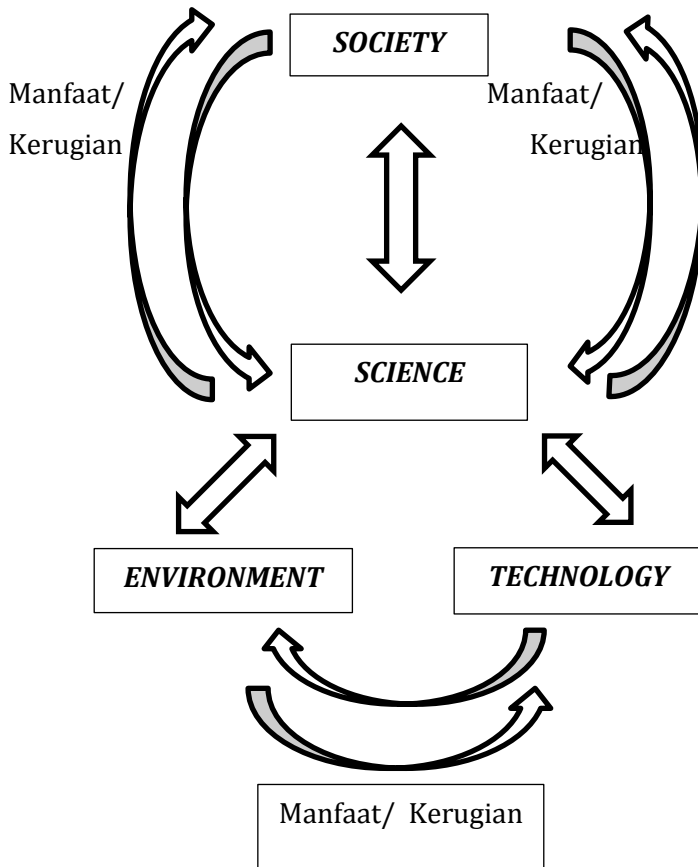 SOCIETY
Manfaat/
Kerugian
Manfaat/
Kerugian
SCIENCE
ENVIRONMENT
TECHNOLOGY
Manfaat/ Kerugian